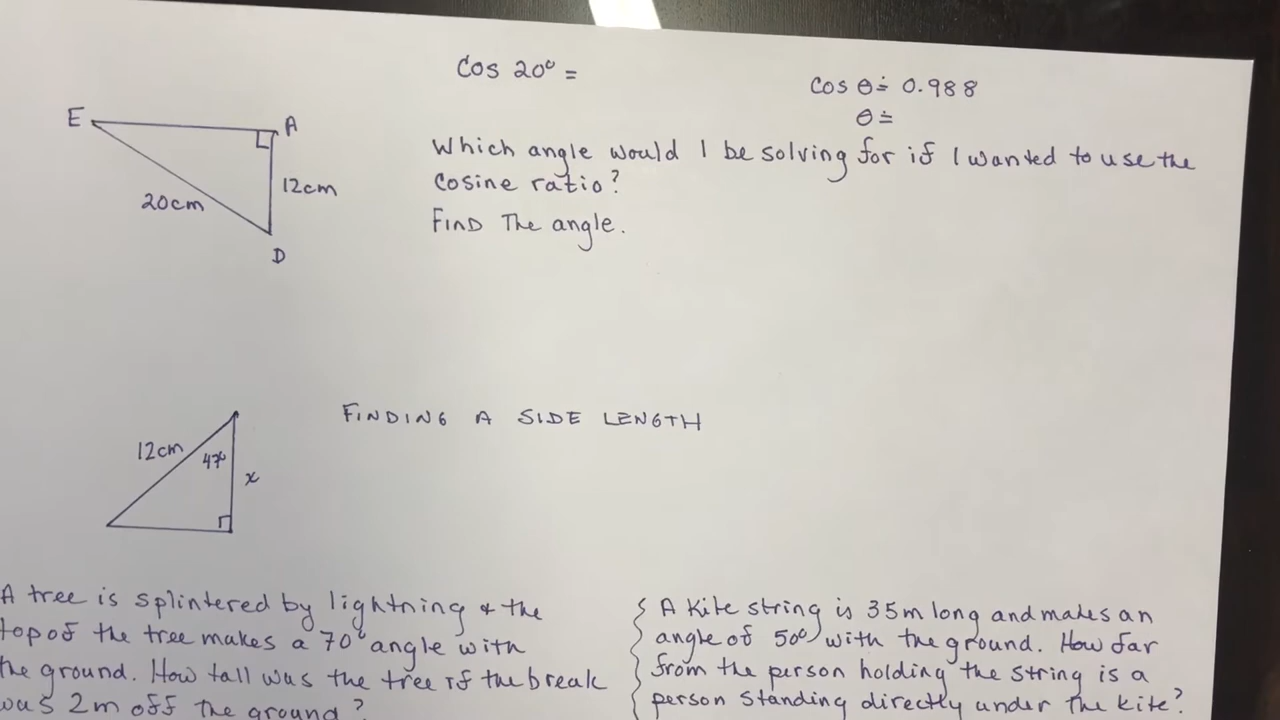 Cos 20° =
Cos θ ≐ 0.988
θ ≐
E
A
12cm
20cm
D
Which angle would I be solving for if I wanted to use the
Cosine ratio?
FIND The angle.
FINDING A SIDE LENGTH
12cm
47°
x
A tree is splintered by lightning & the
top of the tree makes a 70° angle with
the ground. How tall was the tree if the break
was 2m off the ground?
A Kite string is 35m long and makes an
angle of 50° with the ground. How far
from the person holding the string is a
person standing directly under the kite?